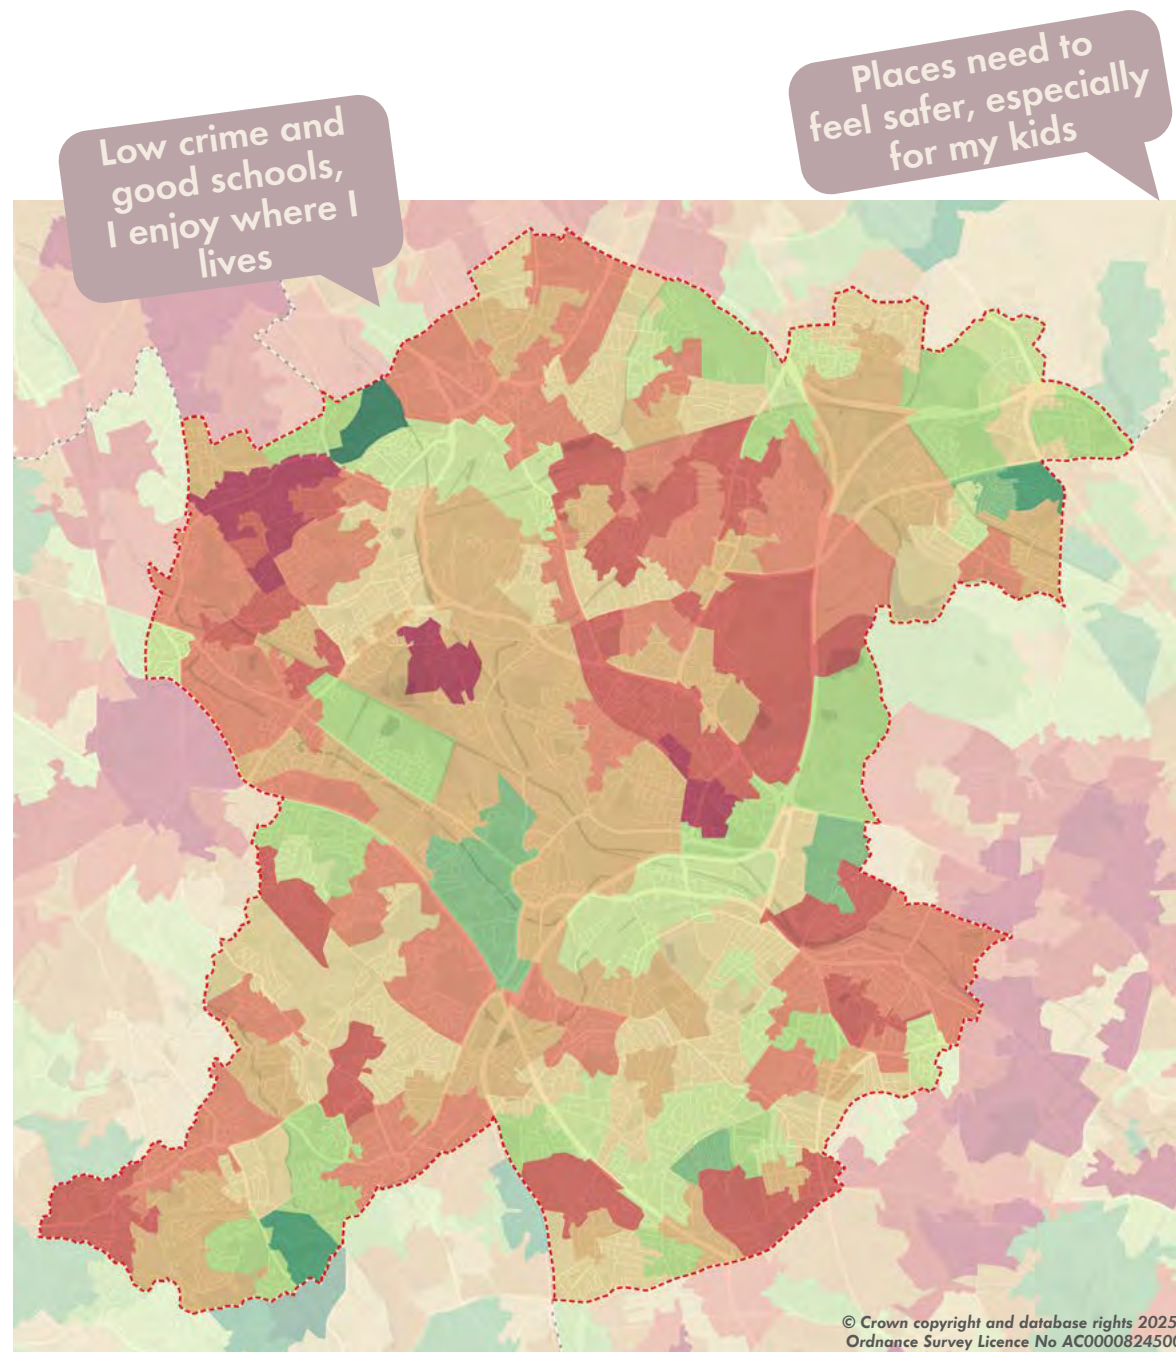 Places need to
feel safer, especially
for my kids
Low crime and
good schools,
I enjoy where I
lives
© Crown copyright and database rights 2025
Ordnance Survey Licence No AC0000824500